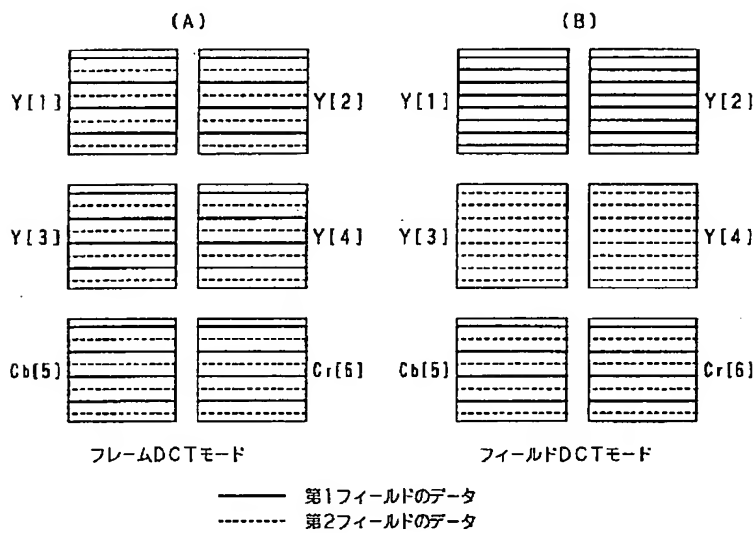 (A) (B)
Y[1] Y[2] Y[1] Y[2]
Y[3] Y[4] Y[3] Y[4]
Cb[5] Cr[6] Cb[5] Cr[6]
フレームDCTモード フィールドDCTモード
第1フィールドのデータ
第2フィールドのデータ